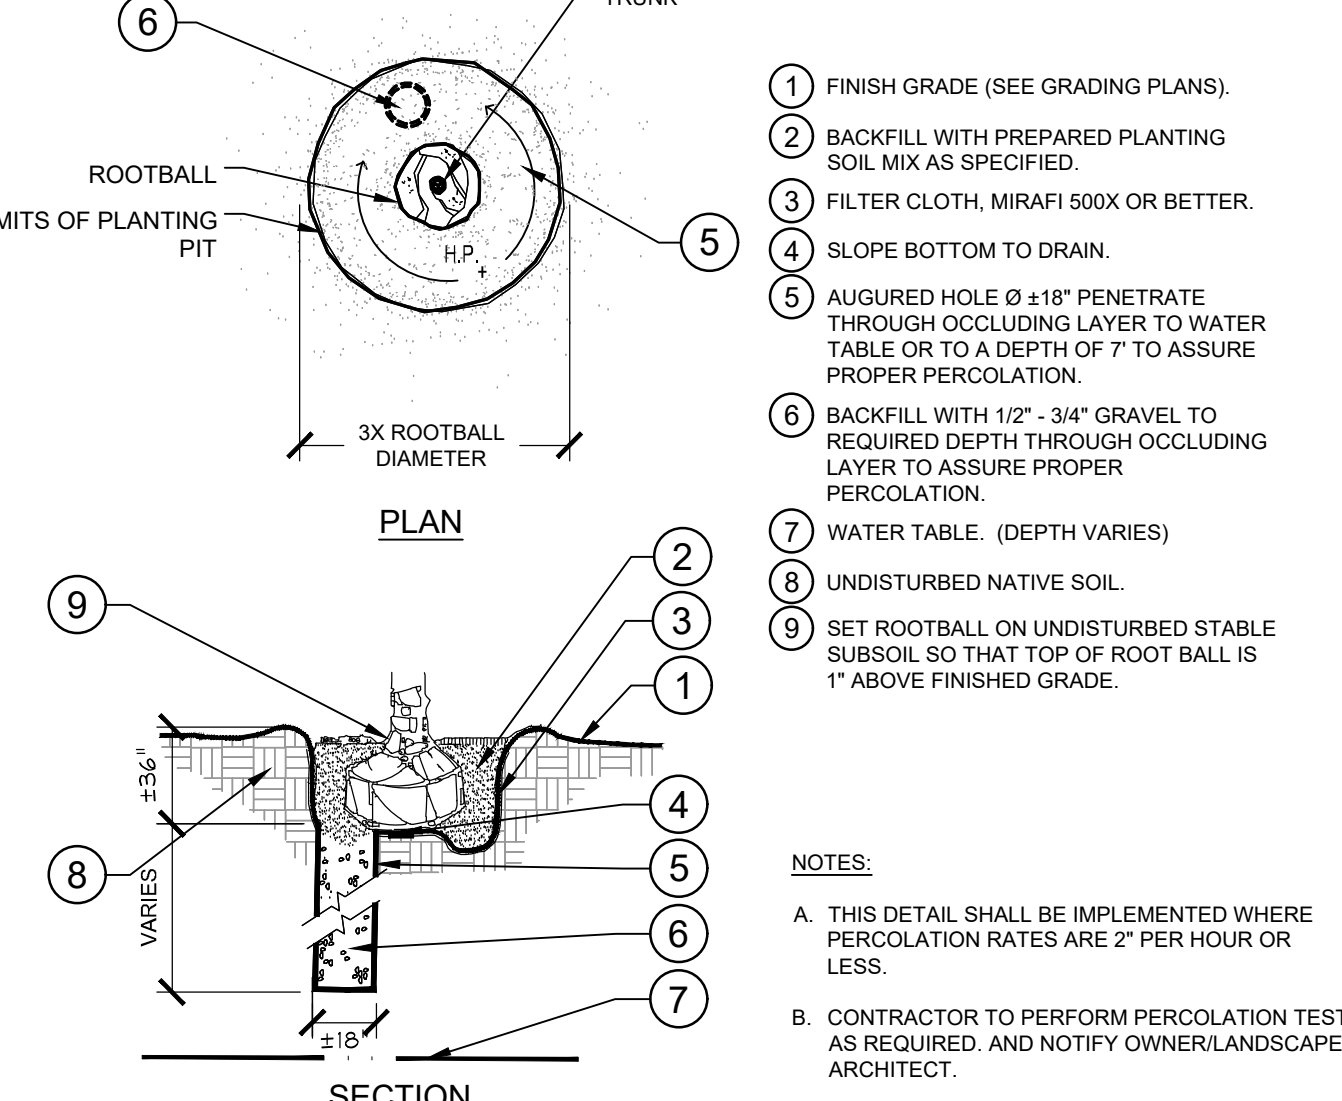 TRUNK
6
ROOTBALL
MITS OF PLANTING
PIT
5
H.P.
+
3X ROOTBALL
DIAMETER
PLAN
1 FINISH GRADE (SEE GRADING PLANS).
2 BACKFILL WITH PREPARED PLANTING
SOIL MIX AS SPECIFIED.
3 FILTER CLOTH, MIRAFI 500X OR BETTER.
4 SLOPE BOTTOM TO DRAIN.
5 AUGURED HOLE Ø ±18" PENETRATE
THROUGH OCCLUDING LAYER TO WATER
TABLE OR TO A DEPTH OF 7' TO ASSURE
PROPER PERCOLATION.
6 BACKFILL WITH 1/2" - 3/4" GRAVEL TO
REQUIRED DEPTH THROUGH OCCLUDING
LAYER TO ASSURE PROPER
PERCOLATION.
7 WATER TABLE. (DEPTH VARIES)
8 UNDISTURBED NATIVE SOIL.
9 SET ROOTBALL ON UNDISTURBED STABLE
SUBSOIL SO THAT TOP OF ROOT BALL IS
1" ABOVE FINISHED GRADE.
9
2
3
1
±36"
4
8
5
VARIES
6
7
±18"
SECTION
NOTES:
A. THIS DETAIL SHALL BE IMPLEMENTED WHERE
PERCOLATION RATES ARE 2" PER HOUR OR
LESS.
B. CONTRACTOR TO PERFORM PERCOLATION TEST
AS REQUIRED. AND NOTIFY OWNER/LANDSCAPE
ARCHITECT.